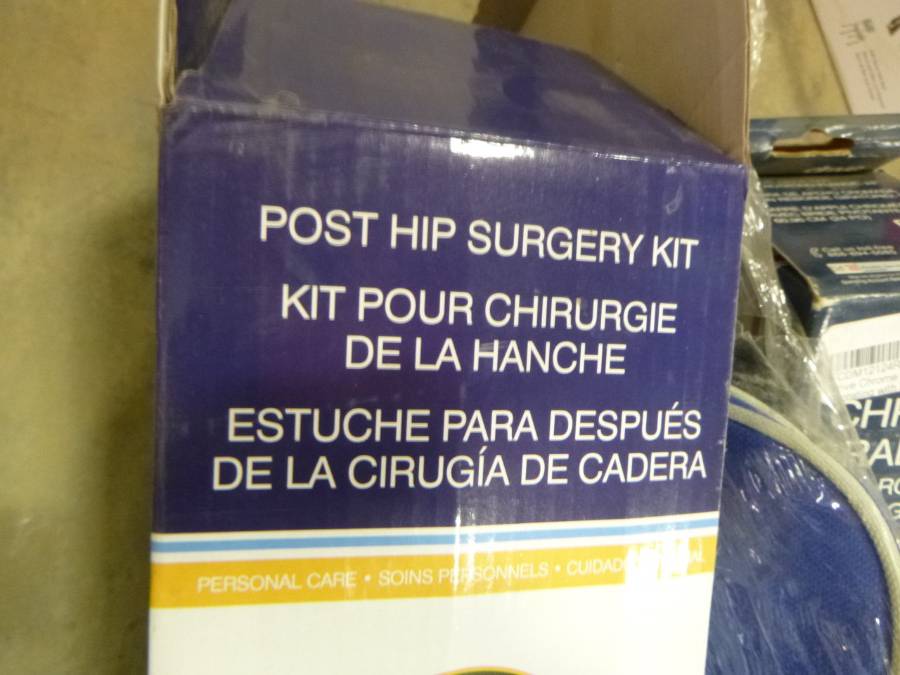 POST HIP SURGERY KIT
KIT POUR CHIRURGIE
DE LA HANCHE
ESTUCHE PARA DESPUÉS
DE LA CIRUGÍA DE CADERA
PERSONAL CARE • SOINS PERSONNELS •